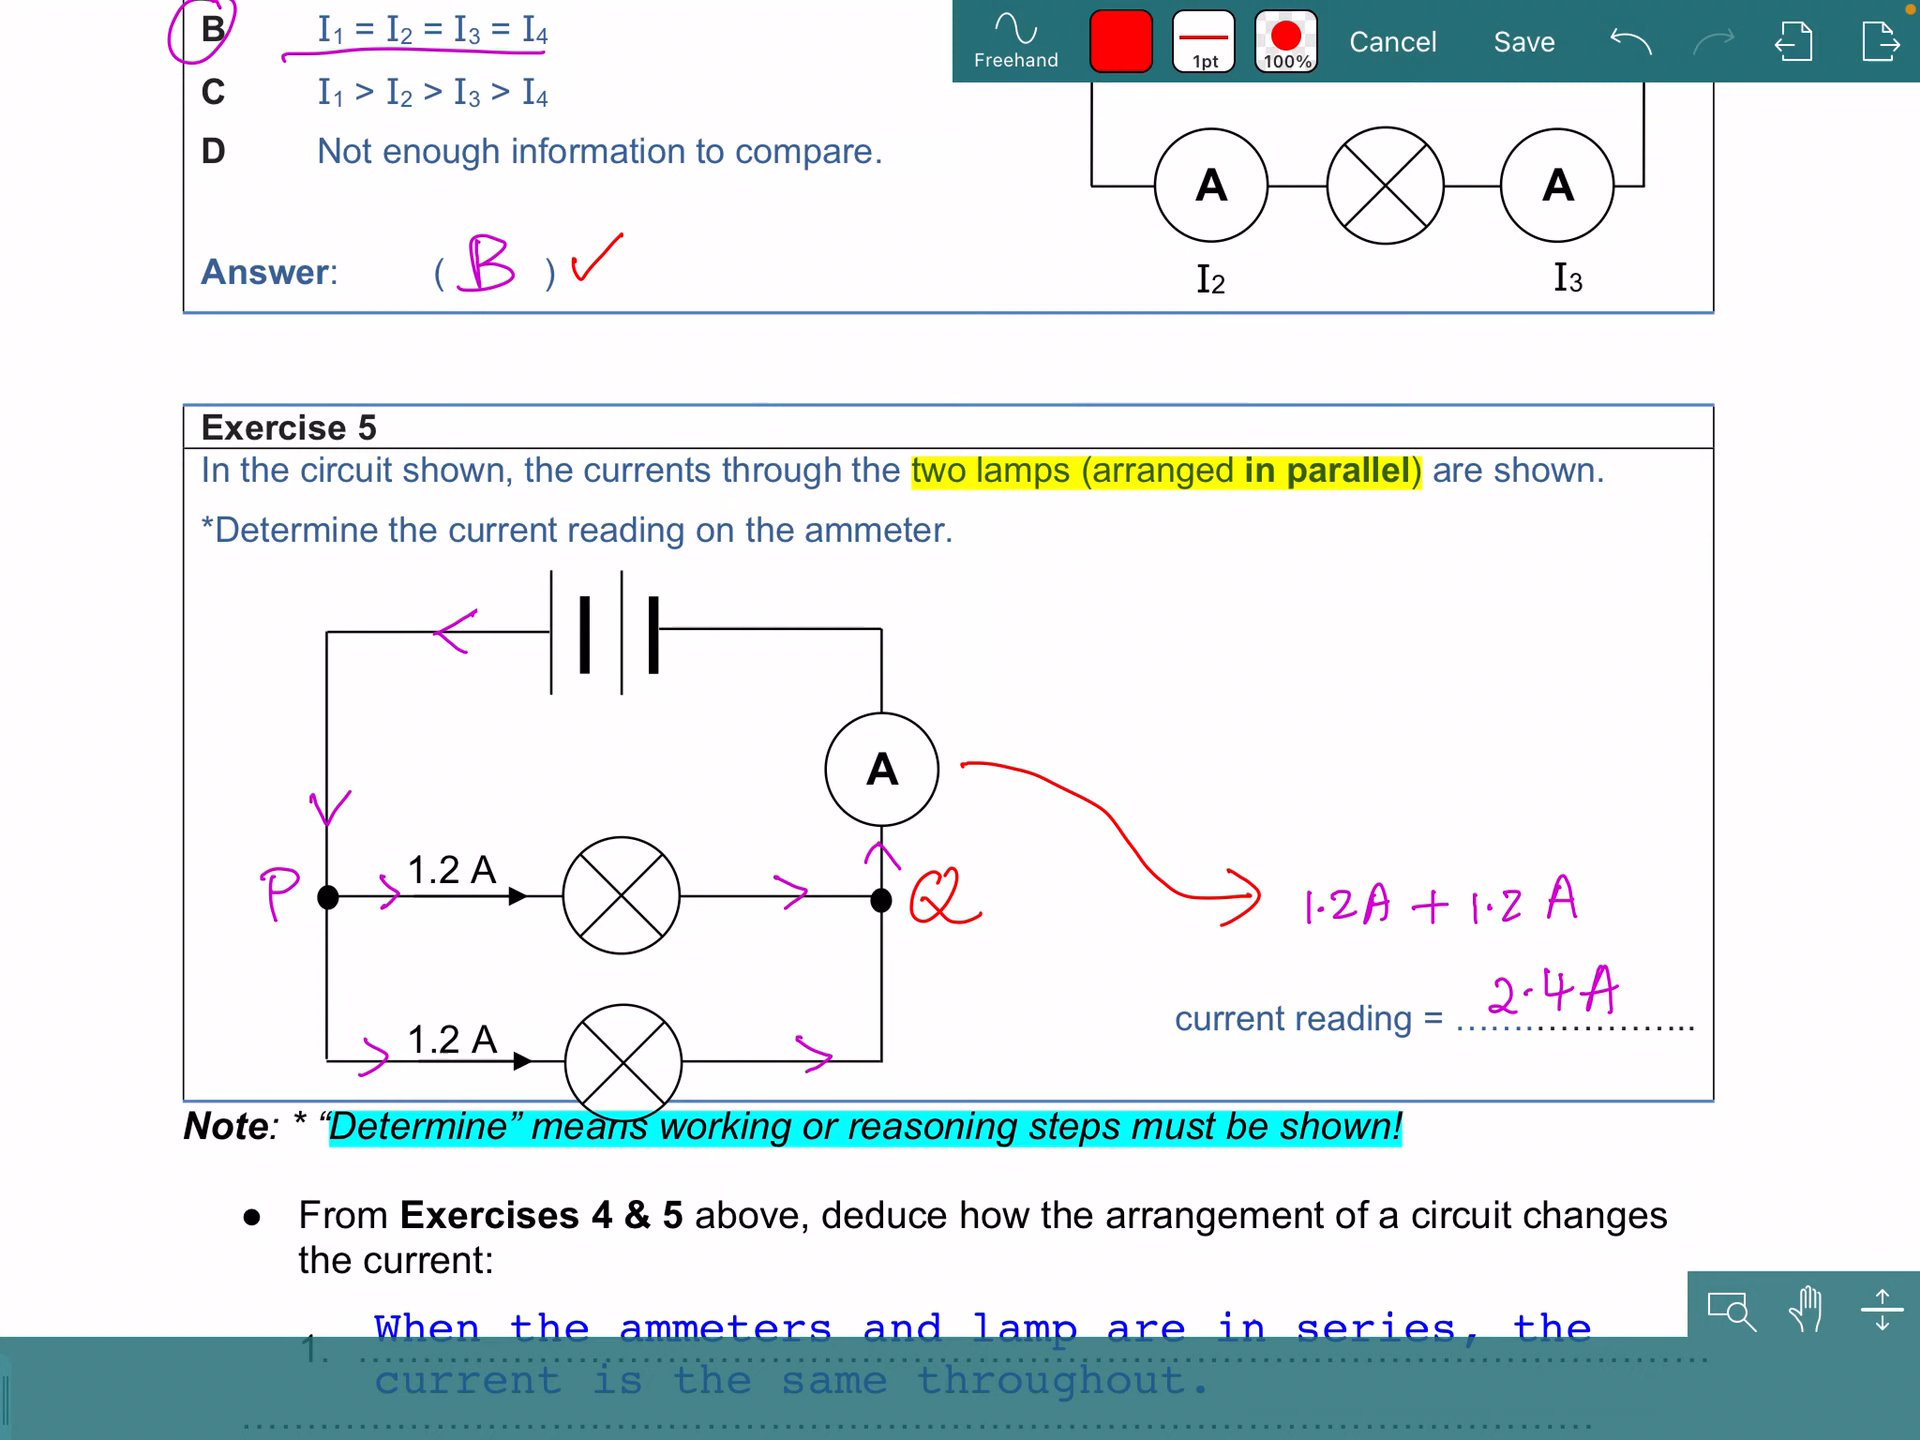 B I₁ = I₂ = I₃ = I₄
Freehand 1pt 100% Cancel Save
C I₁ > I₂ > I₃ > I₄
D Not enough information to compare.
A A
Answer: ( B )
I₂ I₃
Exercise 5
In the circuit shown, the currents through the two lamps (arranged in parallel) are shown.
*Determine the current reading on the ammeter.
A
1.2 A
P
Q
1.2A + 1.2 A
1.2 A
current reading = 2.4A
Note: * “Determine” means working or reasoning steps must be shown!
● From Exercises 4 & 5 above, deduce how the arrangement of a circuit changes
the current:
1. When the ammeters and lamp are in series, the
current is the same throughout.